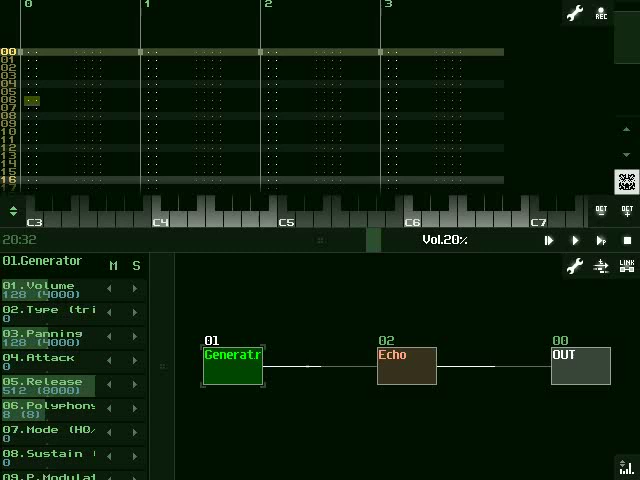 0 1 2 3
REC
00
01
02
03
04
05
06
07
08
09
10
11
12
13
14
15
16
17
C3 C4 C5 C6 C7
OCT -
OCT +
20:32
Vol.20%
01.Generator M S
LINK
01.Volume
128 (4000)
02.Type (tri
0
03.Panning
128 (4000)
04.Attack
0
05.Release
512 (8000)
06.Polyphony
8 (8)
07.Mode (HQ/
0
08.Sustain
0
09.P.Modulat
01 02 00
Generatr Echo OUT